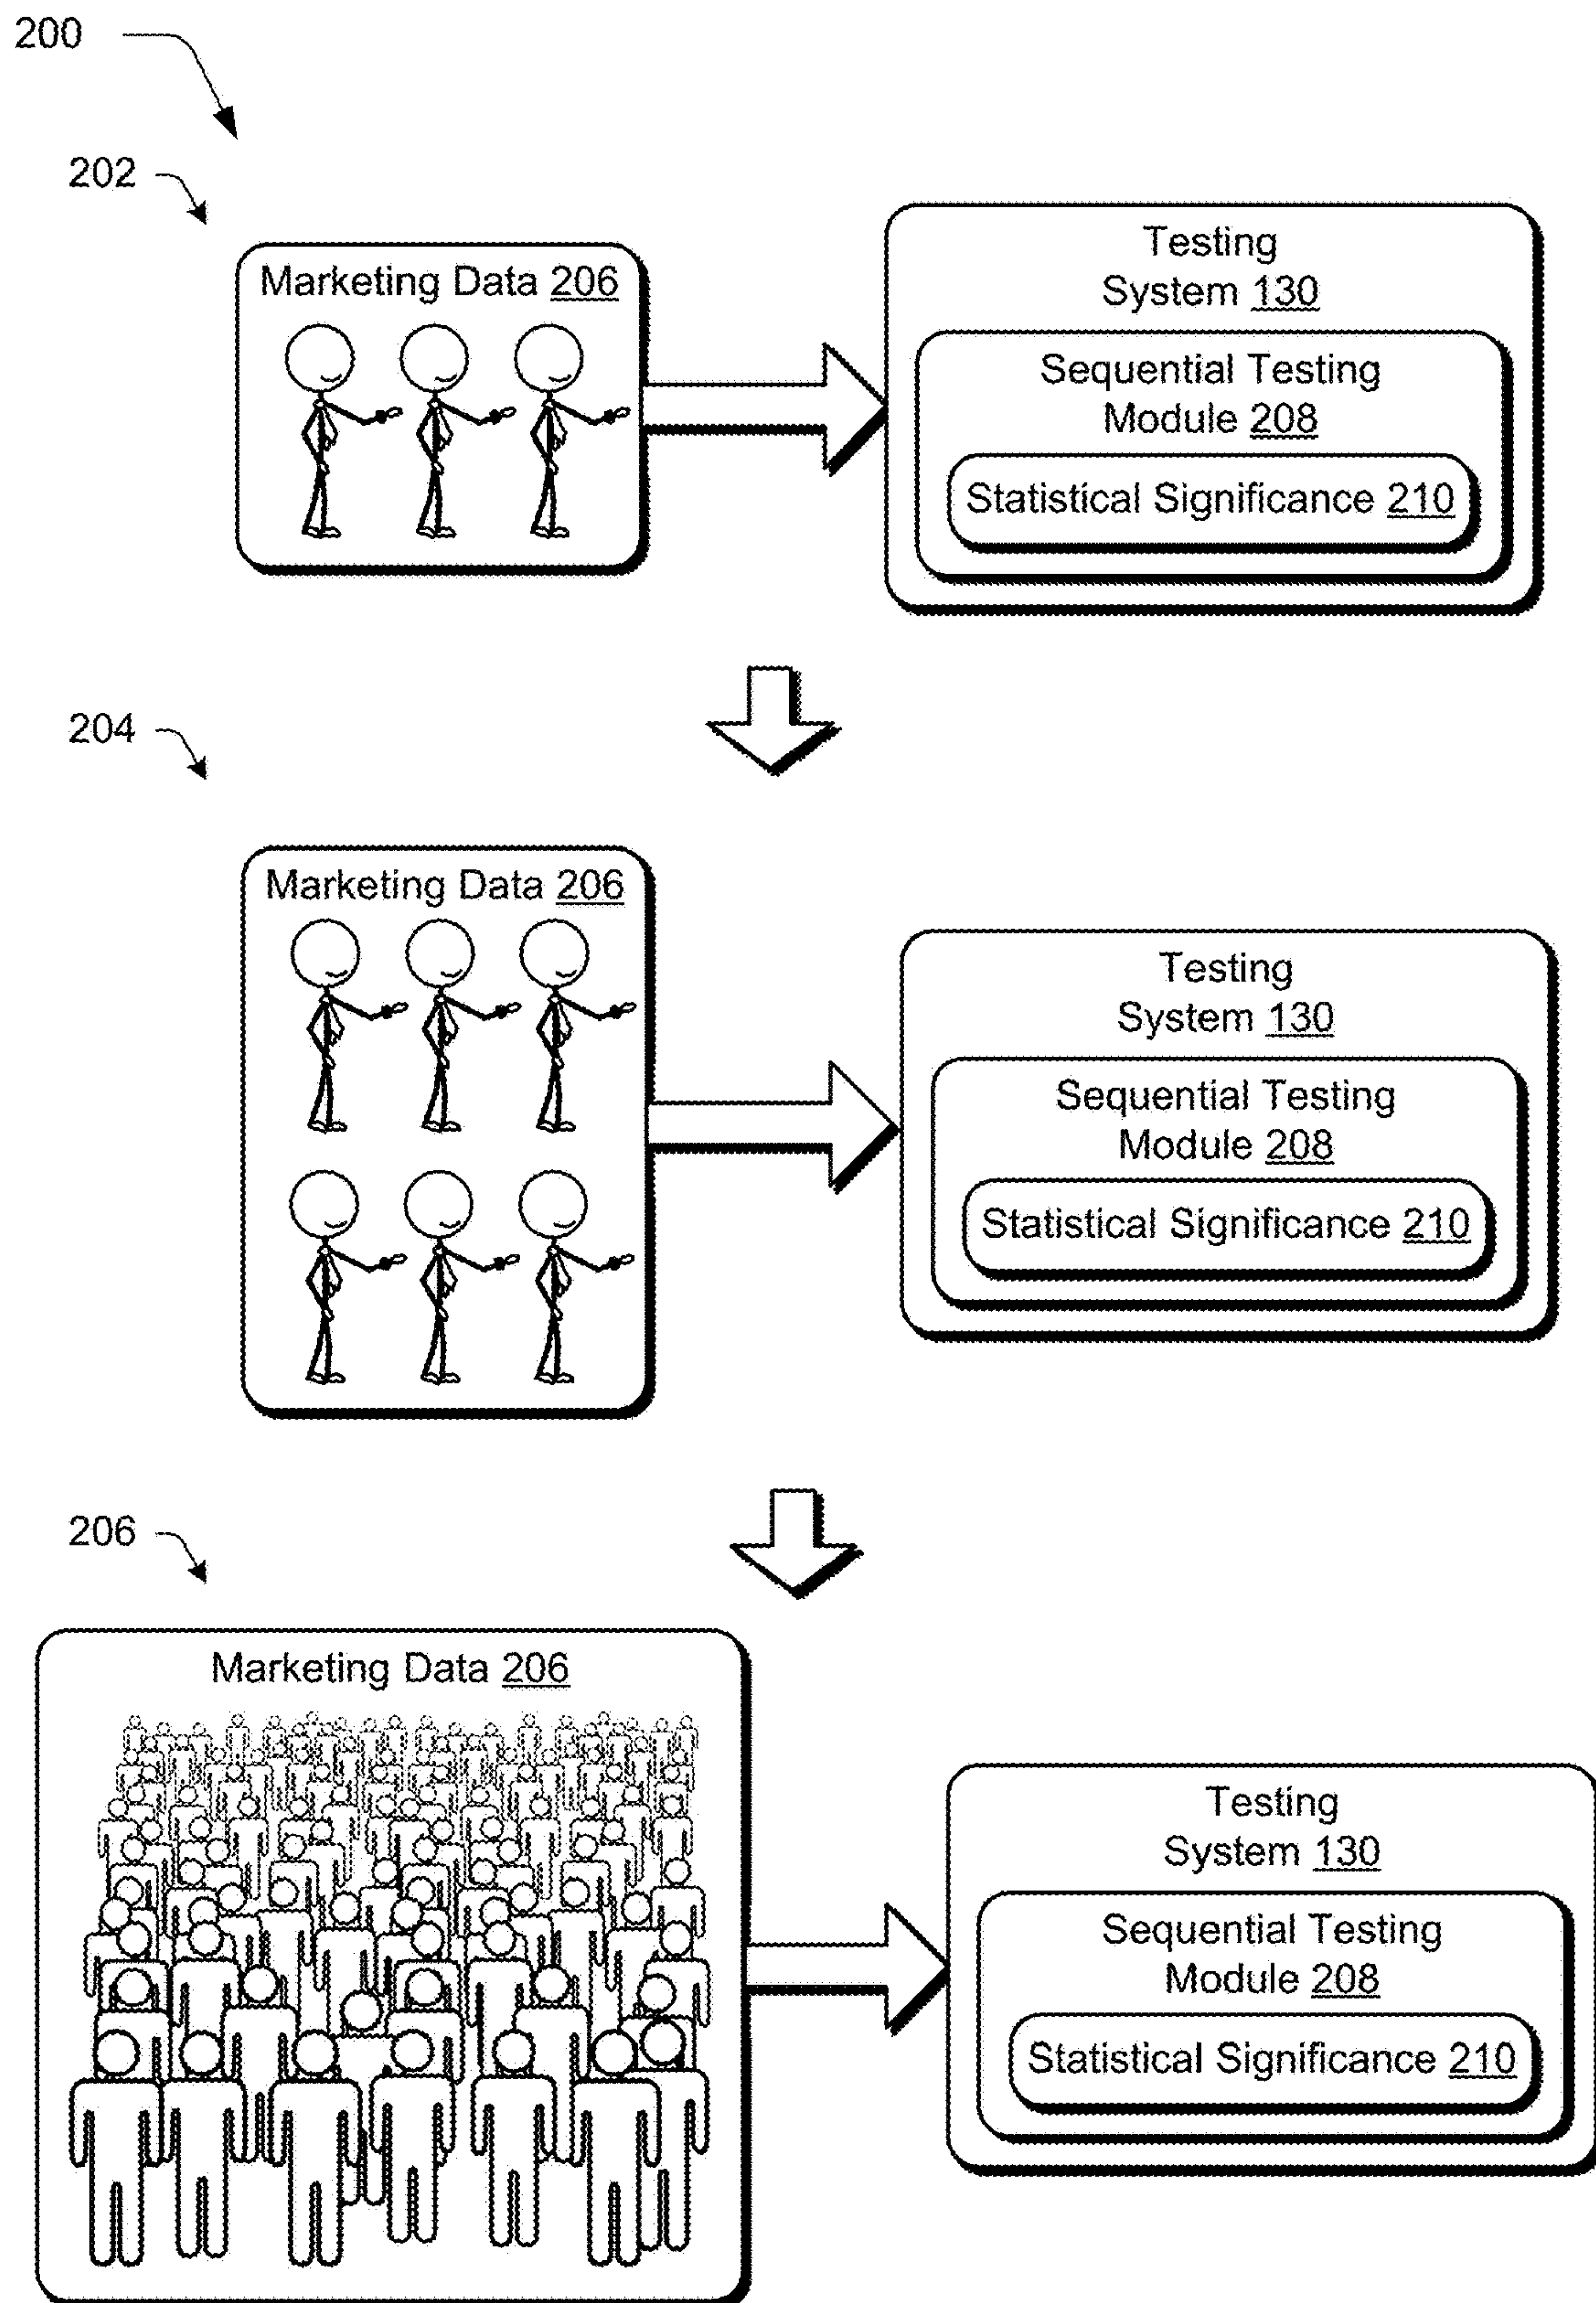 200
202
Marketing Data 206
Testing
System 130
Sequential Testing
Module 208
Statistical Significance 210
204
Marketing Data 206
Testing
System 130
Sequential Testing
Module 208
Statistical Significance 210
206
Marketing Data 206
Testing
System 130
Sequential Testing
Module 208
Statistical Significance 210